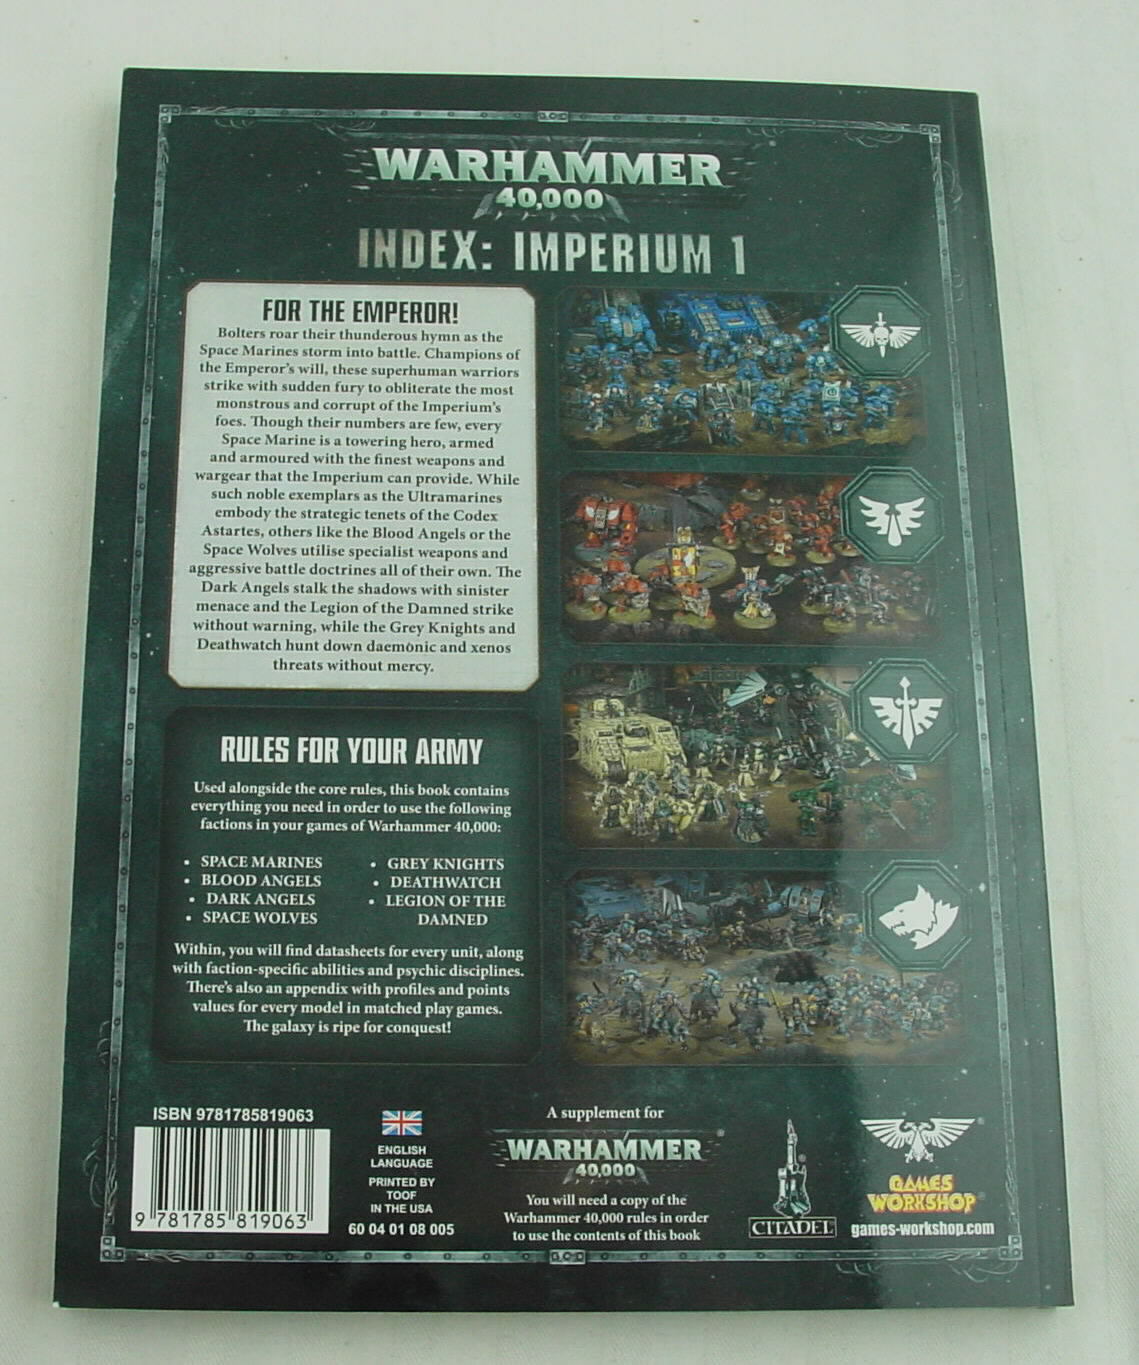 WARHAMMER
40,000
INDEX: IMPERIUM 1
FOR THE EMPEROR!
Bolters roar their thunderous hymn as the
Space Marines storm into battle. Champions of
the Emperor's will, these superhuman warriors
strike with sudden fury to obliterate the most
monstrous and corrupt of the Imperium's
foes. Though their numbers are few, every
Space Marine is a towering hero, armed
and armoured with the finest weapons and
wargear that the Imperium can provide. While
such noble exemplars as the Ultramarines
embody the strategic tenets of the Codex
Astartes, others like the Blood Angels or the
Space Wolves utilise specialist weapons and
aggressive battle doctrines all of their own. The
Dark Angels stalk the shadows with sinister
menace and the Legion of the Damned strike
without warning, while the Grey Knights and
Deathwatch hunt down daemonic and xenos
threats without mercy.
RULES FOR YOUR ARMY
Used alongside the core rules, this book contains
everything you need in order to use the following
factions in your games of Warhammer 40,000:
• SPACE MARINES
• BLOOD ANGELS
• DARK ANGELS
• SPACE WOLVES
• GREY KNIGHTS
• DEATHWATCH
• LEGION OF THE
DAMNED
Within, you will find datasheets for every unit, along
with faction-specific abilities and psychic disciplines.
There's also an appendix with profiles and points
values for every model in matched play games.
The galaxy is ripe for conquest!
ISBN 9781785819063
9 781785 819063
ENGLISH
LANGUAGE
PRINTED BY
TOOF
IN THE USA
60 04 01 08 005
A supplement for
WARHAMMER
40,000
You will need a copy of the
Warhammer 40,000 rules in order
to use the contents of this book
CITADEL
GAMES
WORKSHOP
games-workshop.com